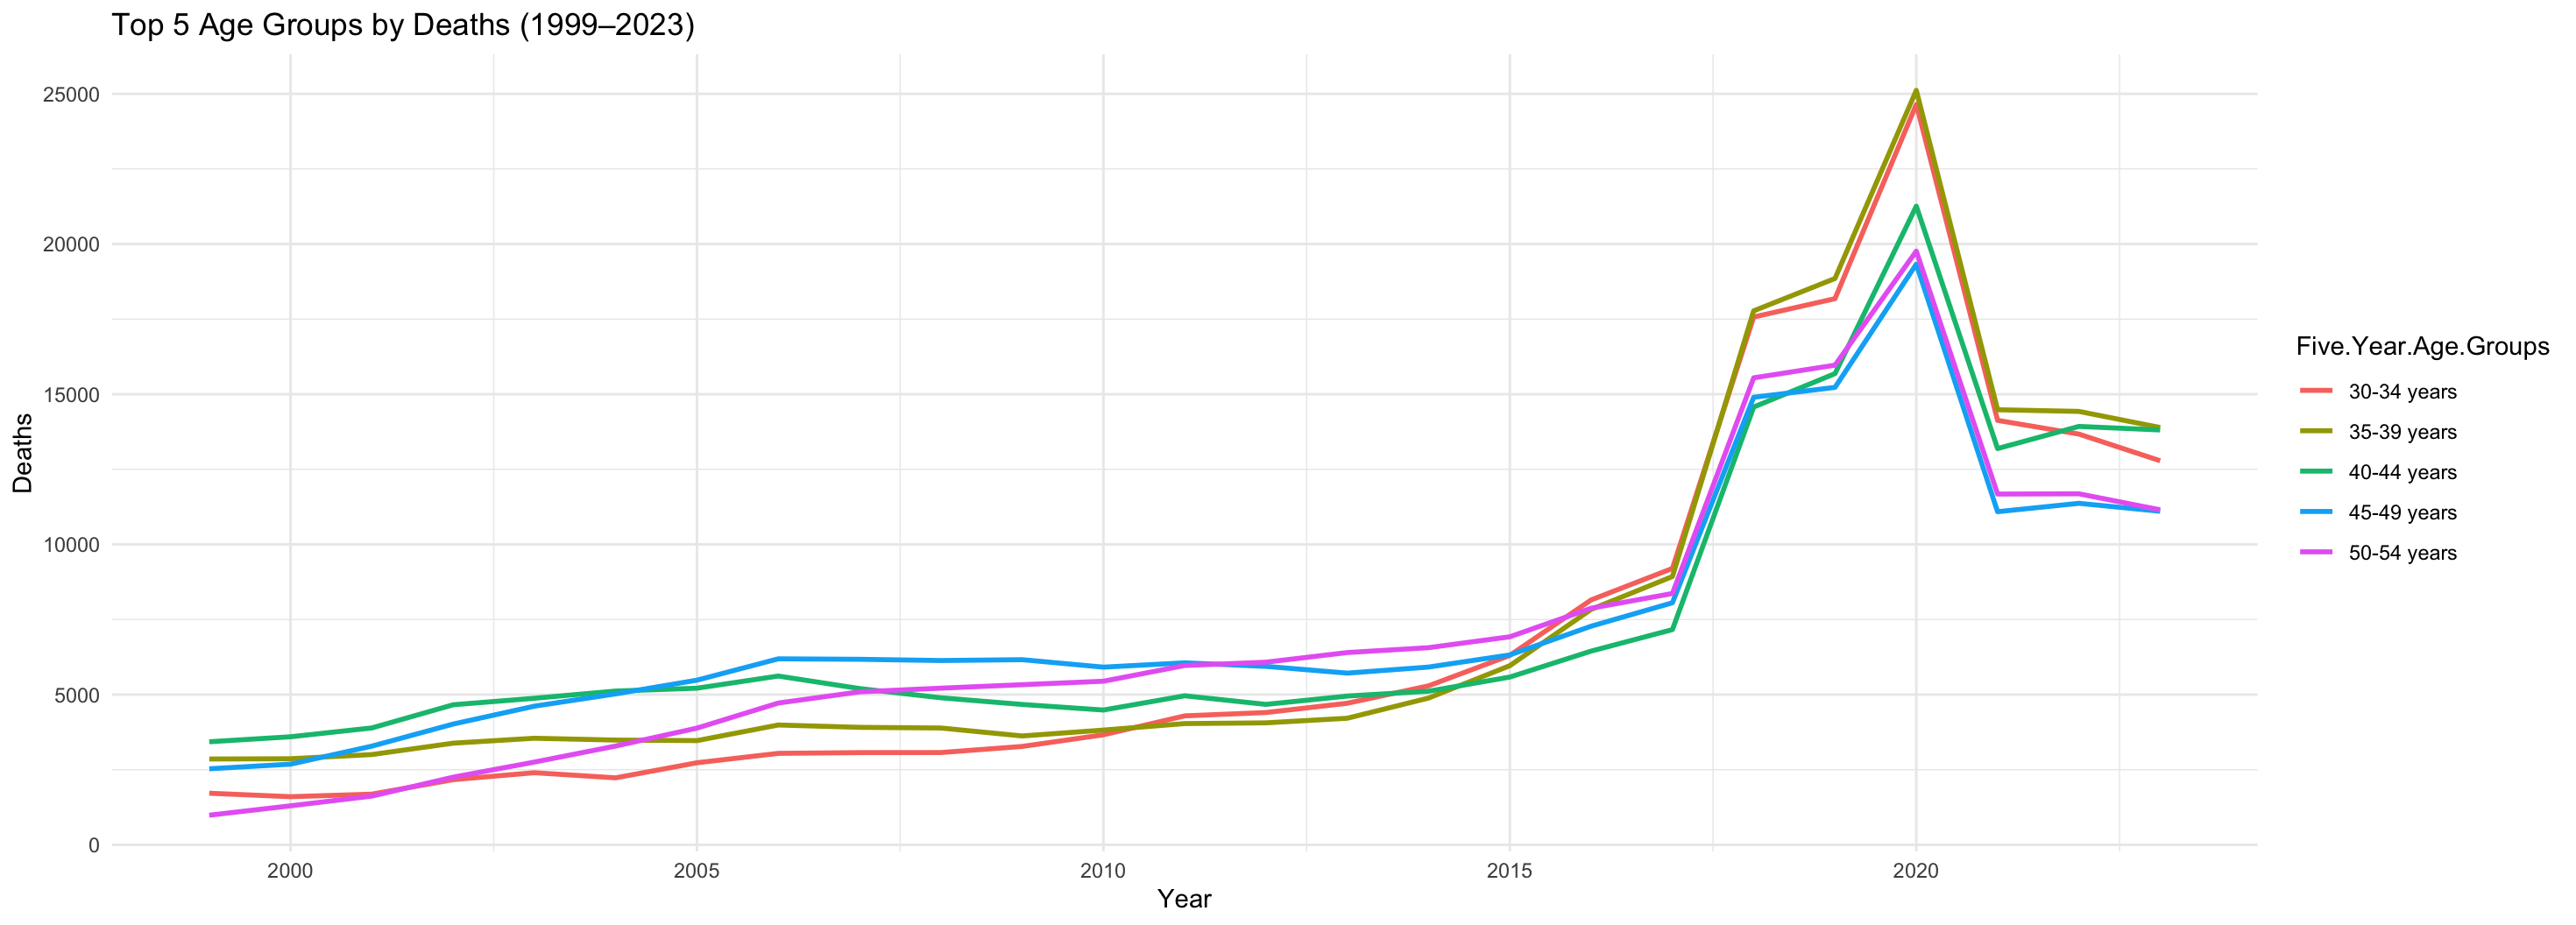 Top 5 Age Groups by Deaths (1999–2023)
25000
20000
15000
10000
5000
0
Deaths
2000
2005
2010
2015
2020
Year
Five.Year.Age.Groups
30-34 years
35-39 years
40-44 years
45-49 years
50-54 years